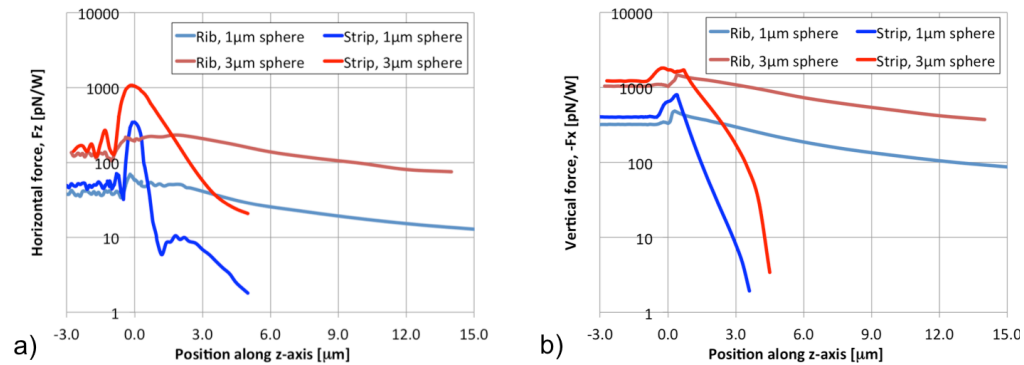 10000
1000
100
10
1
Horizontal force, Fz [pN/W]
Rib, 1μm sphere
Strip, 1μm sphere
Rib, 3μm sphere
Strip, 3μm sphere
-3.0 0.0 3.0 6.0 9.0 12.0 15.0
Position along z-axis [μm]
a)
10000
1000
100
10
1
Vertical force, -Fx [pN/W]
Rib, 1μm sphere
Strip, 1μm sphere
Rib, 3μm sphere
Strip, 3μm sphere
-3.0 0.0 3.0 6.0 9.0 12.0 15.0
Position along z-axis [μm]
b)